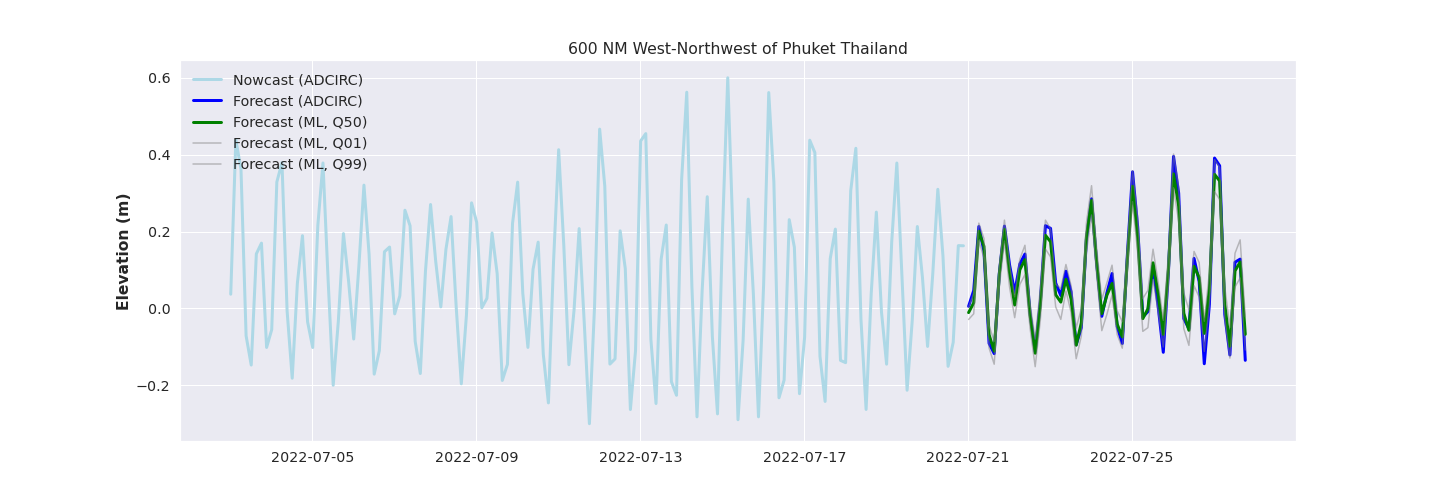 600 NM West-Northwest of Phuket Thailand
Nowcast (ADCIRC)
Forecast (ADCIRC)
Forecast (ML, Q50)
Forecast (ML, Q01)
Forecast (ML, Q99)
Elevation (m)
0.6
0.4
0.2
0.0
−0.2
2022-07-05
2022-07-09
2022-07-13
2022-07-17
2022-07-21
2022-07-25